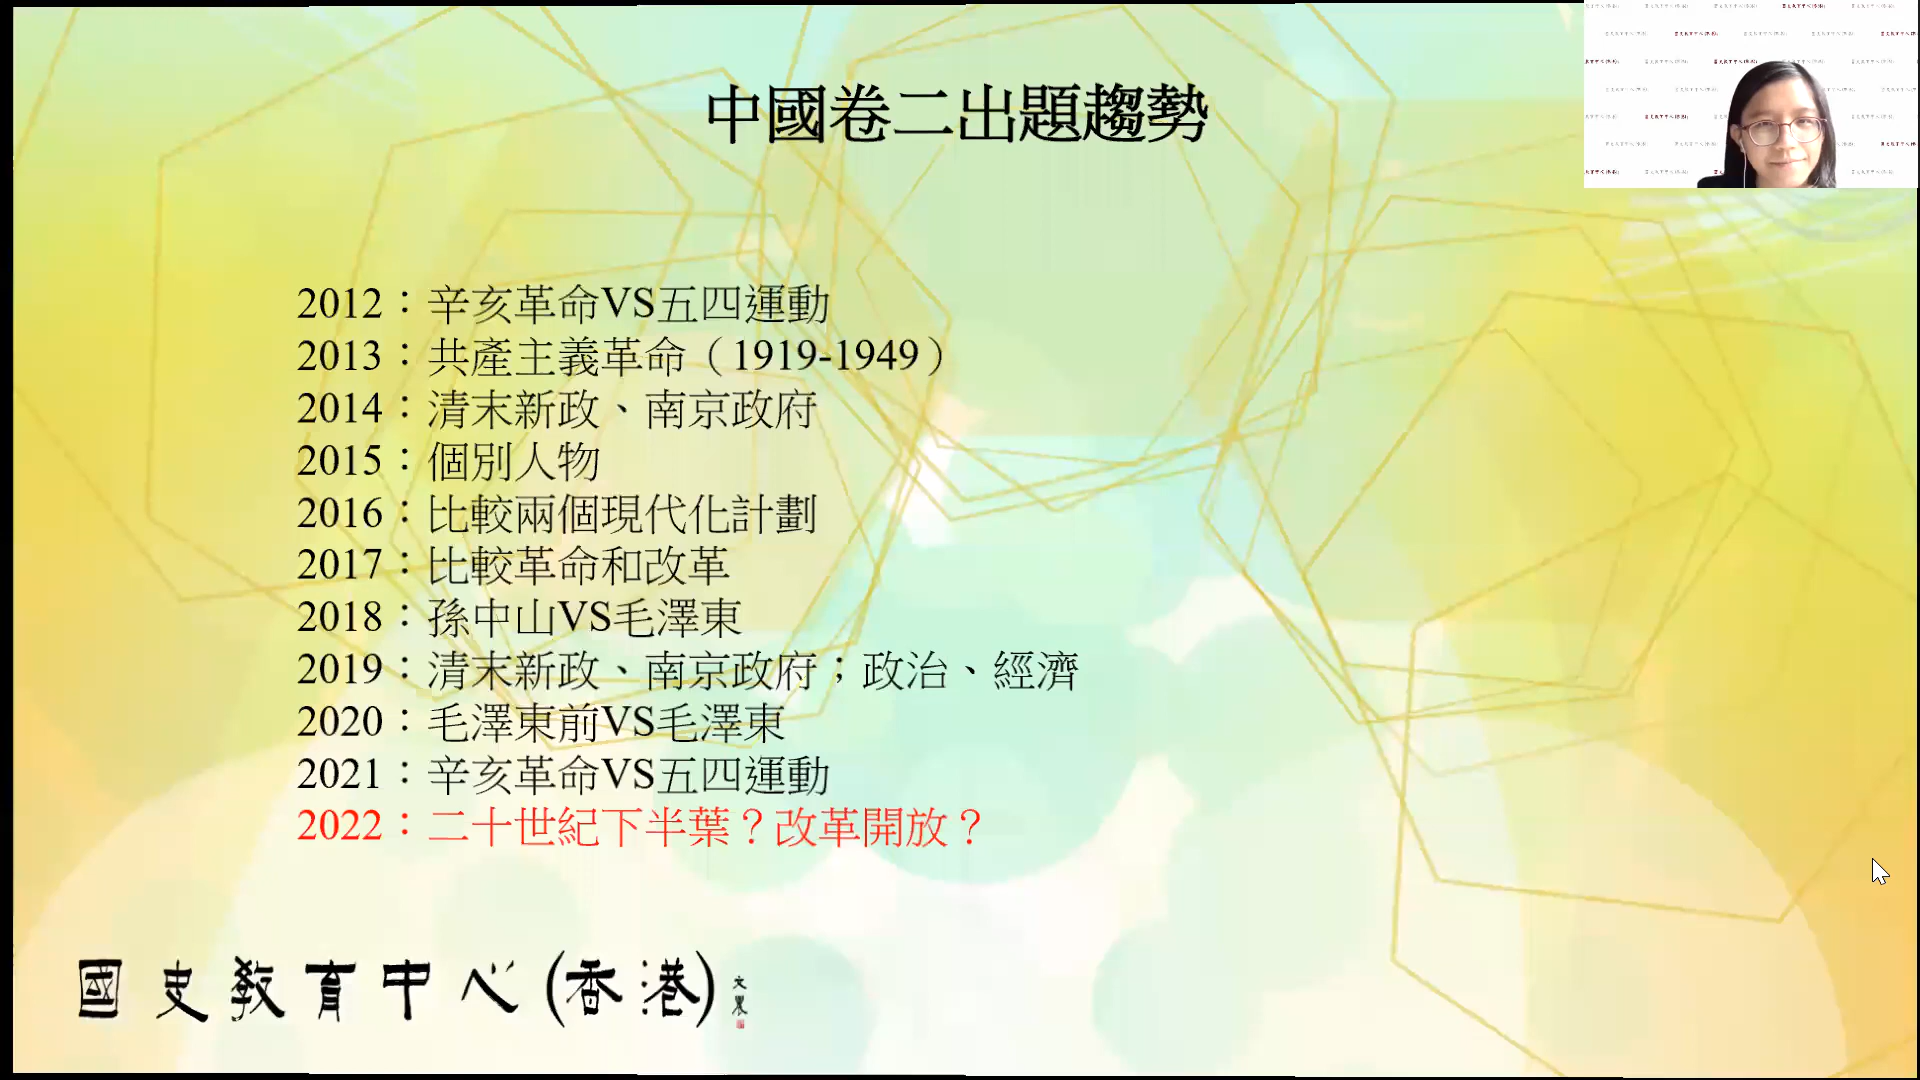 中國卷二出題趨勢
2012：辛亥革命VS五四運動
2013：共產主義革命（1919-1949）
2014：清末新政、南京政府
2015：個別人物
2016：比較兩個現代化計劃
2017：比較革命和改革
2018：孫中山VS毛澤東
2019：清末新政、南京政府；政治、經濟
2020：毛澤東前VS毛澤東
2021：辛亥革命VS五四運動
2022：二十世紀下半葉？改革開放？
國史教育中心(香港)